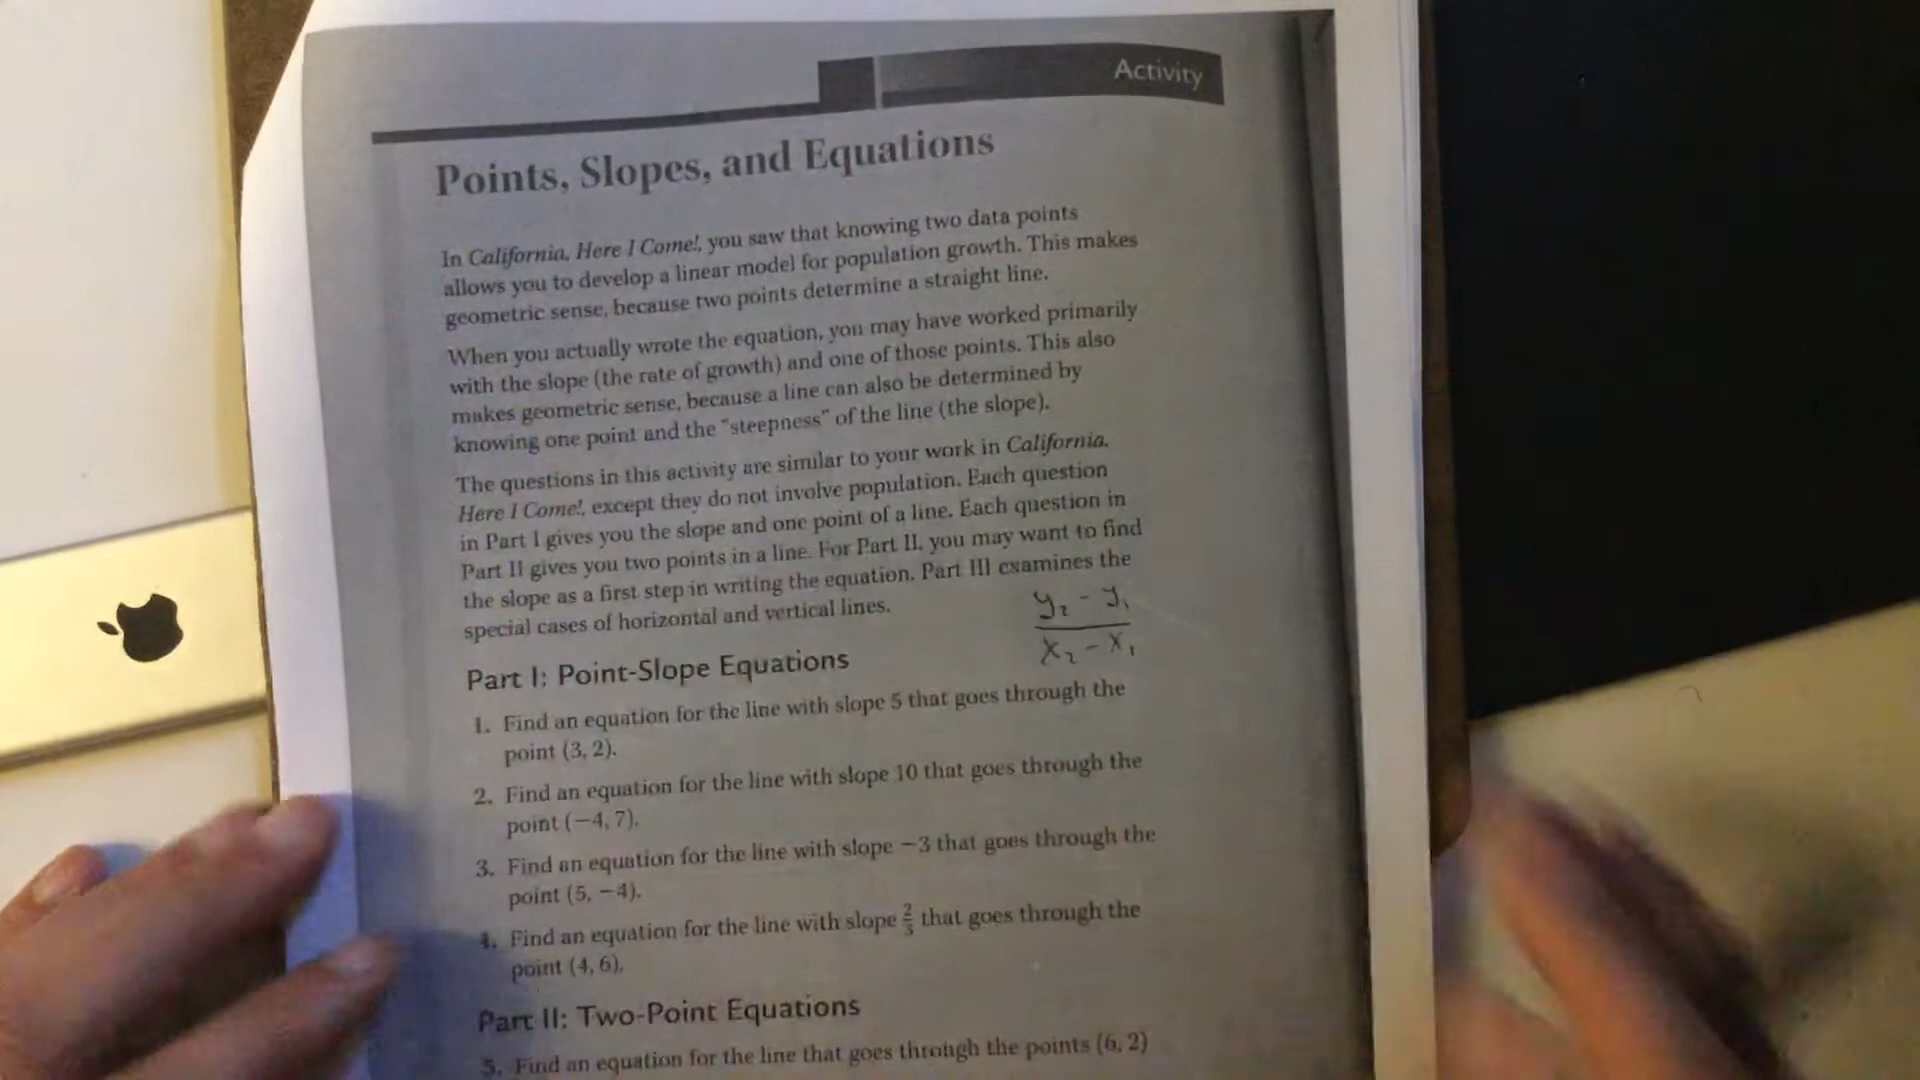 Activity
Points, Slopes, and Equations
In California, Here I Come!, you saw that knowing two data points
allows you to develop a linear model for population growth. This makes
geometric sense, because two points determine a straight line.
When you actually wrote the equation, you may have worked primarily
with the slope (the rate of growth) and one of those points. This also
makes geometric sense, because a line can also be determined by
knowing one point and the "steepness" of the line (the slope).
The questions in this activity are similar to your work in California,
Here I Come!, except they do not involve population. Each question
in Part I gives you the slope and one point of a line. Each question in
Part II gives you two points in a line. For Part II, you may want to find
the slope as a first step in writing the equation. Part III examines the
special cases of horizontal and vertical lines.
y₂ - y₁
x₂ - x₁
Part I: Point-Slope Equations
1. Find an equation for the line with slope 5 that goes through the
point (3, 2).
2. Find an equation for the line with slope 10 that goes through the
point (−4, 7).
3. Find an equation for the line with slope −3 that goes through the
point (5, −4).
4. Find an equation for the line with slope 2/3 that goes through the
point (4, 6).
Part II: Two-Point Equations
5. Find an equation for the line that goes through the points (6, 2)